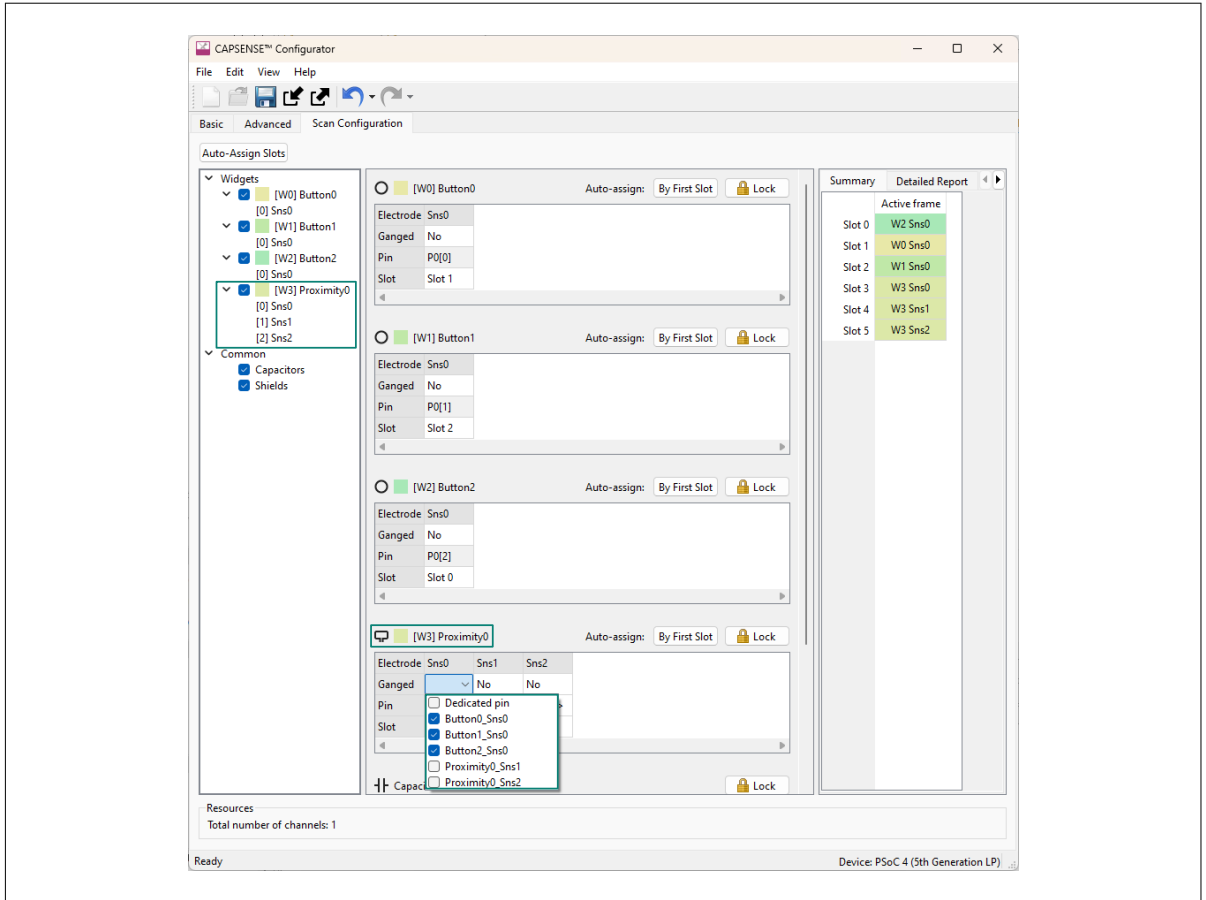 CAPSENSE™ Configurator
File Edit View Help
Basic Advanced Scan Configuration
Auto-Assign Slots
Widgets
[W0] Button0
[0] Sns0
[W1] Button1
[0] Sns0
[W2] Button2
[0] Sns0
[W3] Proximity0
[0] Sns0
[1] Sns1
[2] Sns2
Common
Capacitors
Shields
[W0] Button0 Auto-assign: By First Slot Lock
Electrode Sns0
Ganged No
Pin P0[0]
Slot Slot 1
[W1] Button1 Auto-assign: By First Slot Lock
Electrode Sns0
Ganged No
Pin P0[1]
Slot Slot 2
[W2] Button2 Auto-assign: By First Slot Lock
Electrode Sns0
Ganged No
Pin P0[2]
Slot Slot 0
[W3] Proximity0 Auto-assign: By First Slot Lock
Electrode Sns0 Sns1 Sns2
Ganged No No
Pin
Slot
Dedicated pin
Button0_Sns0
Button1_Sns0
Button2_Sns0
Proximity0_Sns1
Proximity0_Sns2
Lock
Summary Detailed Report
Active frame
Slot 0 W2 Sns0
Slot 1 W0 Sns0
Slot 2 W1 Sns0
Slot 3 W3 Sns0
Slot 4 W3 Sns1
Slot 5 W3 Sns2
Resources
Total number of channels: 1
Ready Device: PSoC 4 (5th Generation LP)